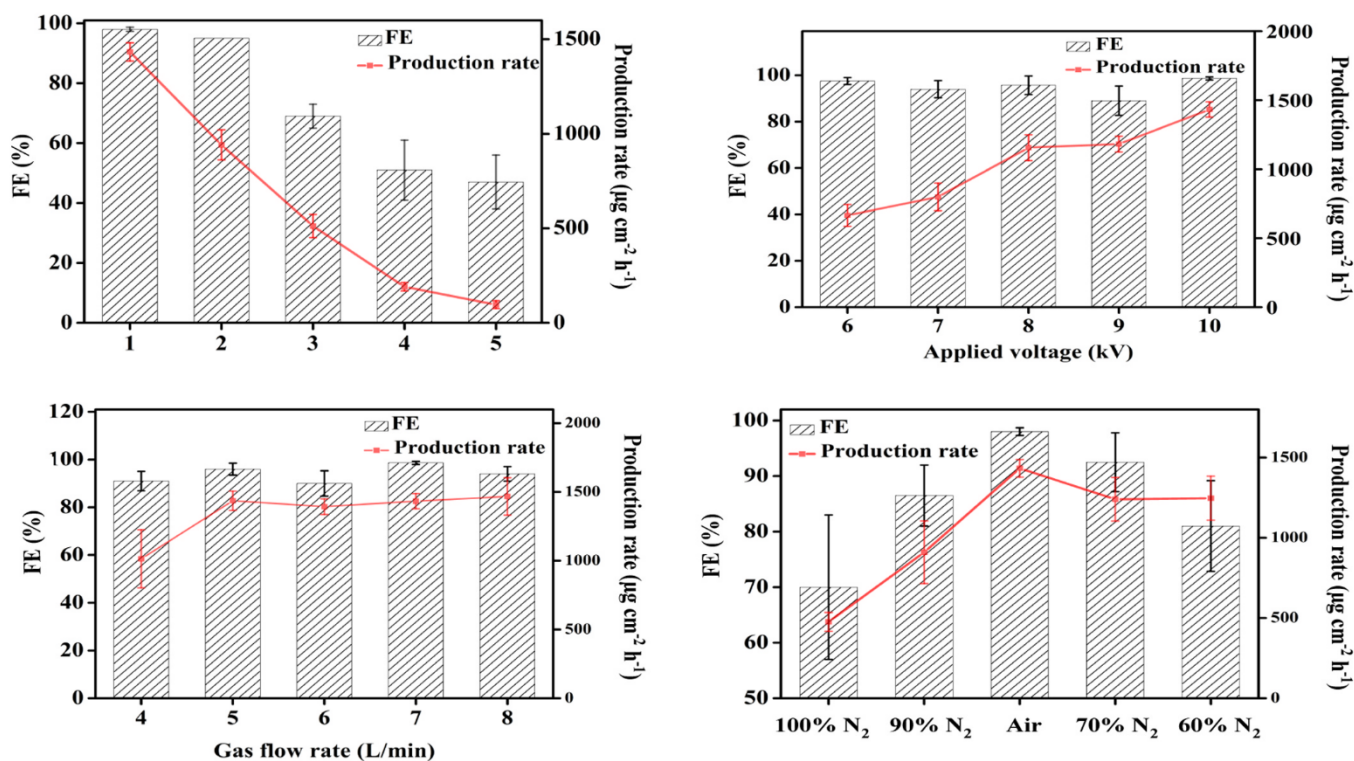 FE (%)
100
80
60
40
20
0
FE
Production rate
1500
1000
500
0
Production rate (µg cm⁻² h⁻¹)
1 2 3 4 5
FE (%)
100
80
60
40
20
0
FE
Production rate
2000
1500
1000
500
0
Production rate (µg cm⁻² h⁻¹)
6 7 8 9 10
Applied voltage (kV)
FE (%)
120
100
80
60
40
20
0
FE
Production rate
2000
1500
1000
500
0
Production rate (µg cm⁻² h⁻¹)
4 5 6 7 8
Gas flow rate (L/min)
FE (%)
100
90
80
70
60
50
FE
Production rate
1500
1000
500
0
Production rate (µg cm⁻² h⁻¹)
100% N₂ 90% N₂ Air 70% N₂ 60% N₂